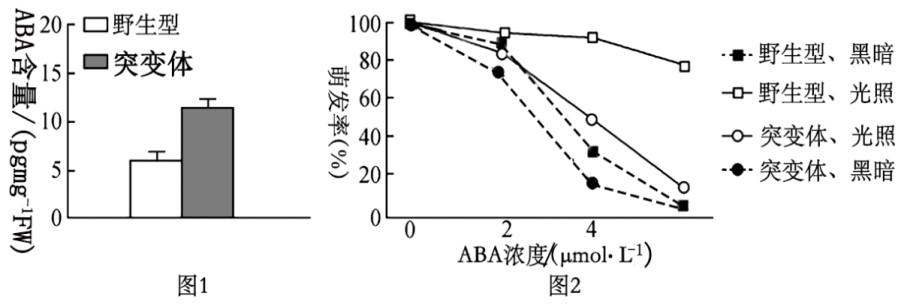 ABA含量/(pgmg⁻¹FW)
20
15
10
5
0
野生型
突变体
图1
萌发率(%)
100
80
60
40
20
0
0
2
4
ABA浓度/(μmol·L⁻¹)
野生型、黑暗
野生型、光照
突变体、光照
突变体、黑暗
图2